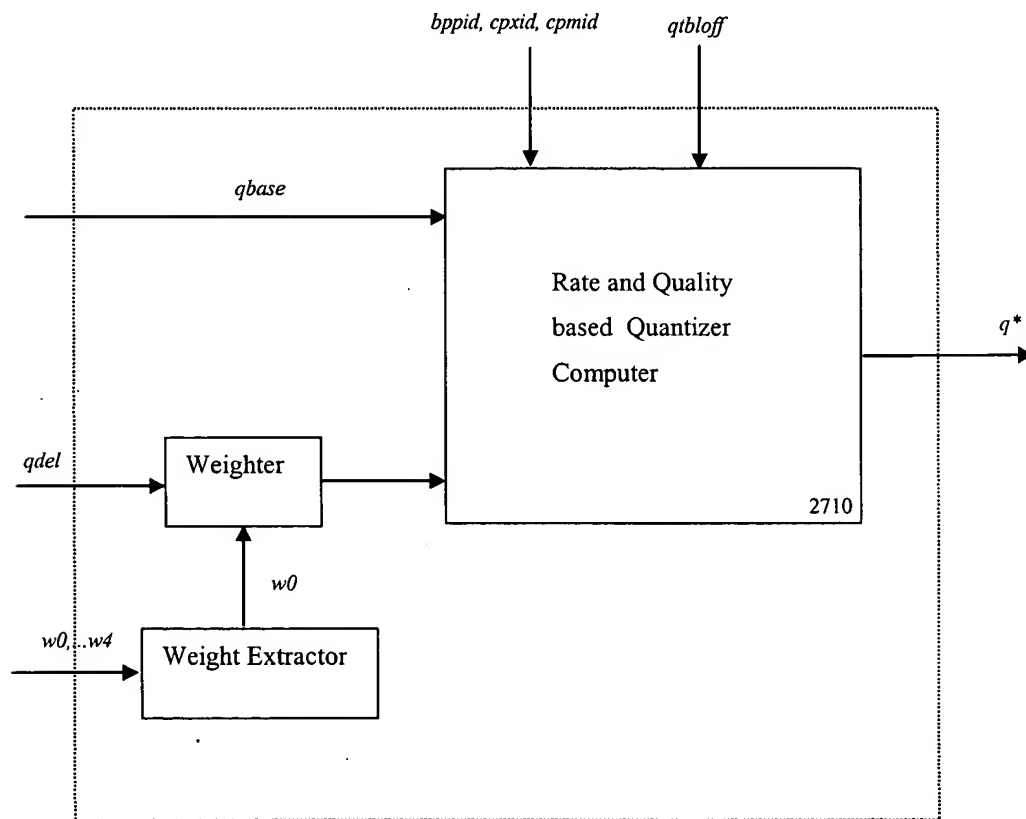 bppid, cpxid, cpmid
qtbloff
qbase
Rate and Quality
based Quantizer
Computer
q*
qdel
Weighter
2710
w0
w0,...w4
Weight Extractor